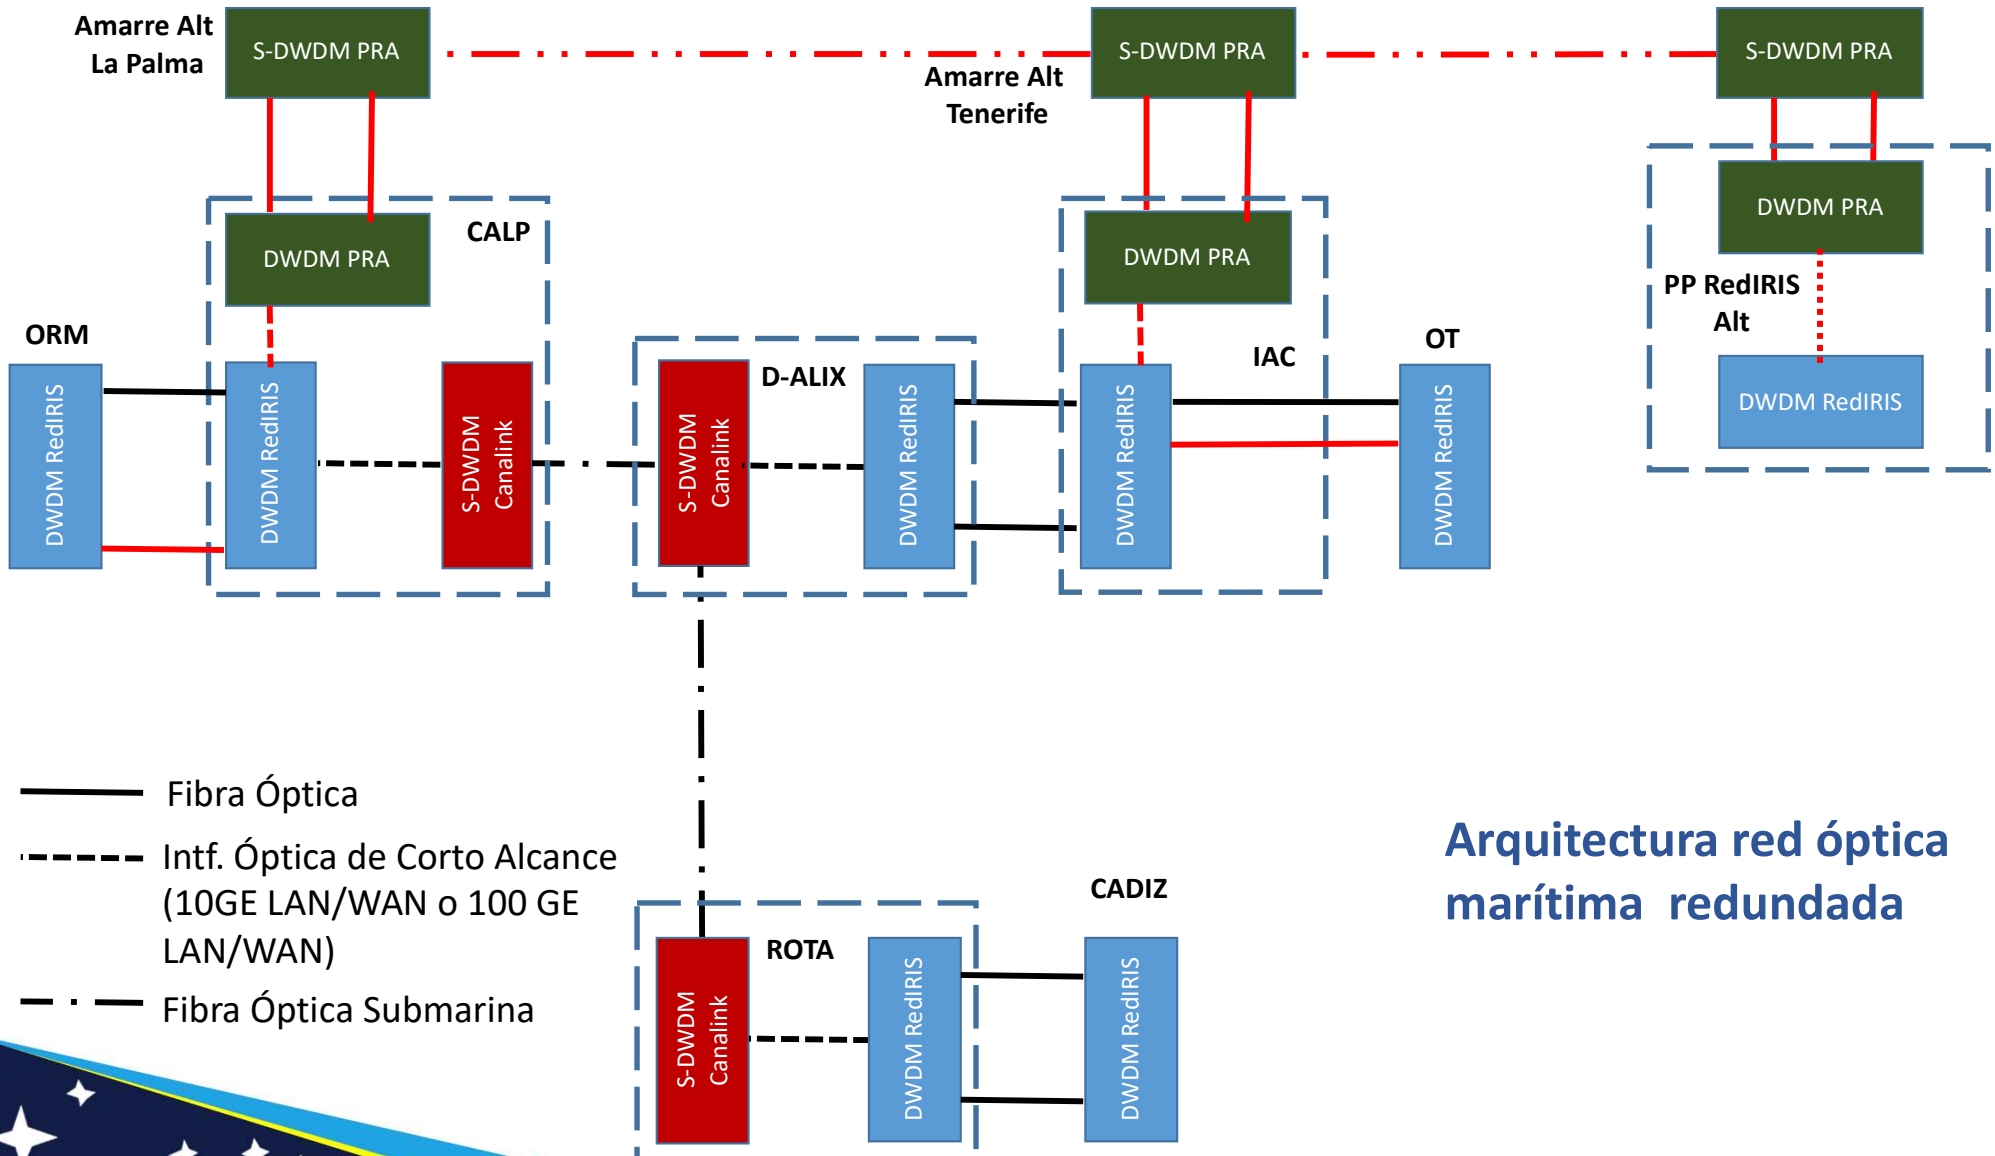 Amarre Alt
La Palma
S-DWDM PRA
Amarre Alt
Tenerife
S-DWDM PRA
S-DWDM PRA
CALP
DWDM PRA
DWDM PRA
DWDM PRA
PP RedIRIS
Alt
DWDM RedIRIS
ORM
DWDM RedIRIS
DWDM RedIRIS
S-DWDM
Canalink
D-ALIX
S-DWDM
Canalink
DWDM RedIRIS
IAC
DWDM RedIRIS
OT
DWDM RedIRIS
Fibra Óptica
Intf. Óptica de Corto Alcance
(10GE LAN/WAN o 100 GE
LAN/WAN)
Fibra Óptica Submarina
ROTA
S-DWDM
Canalink
DWDM RedIRIS
CADIZ
DWDM RedIRIS
Arquitectura red óptica
marítima redundada